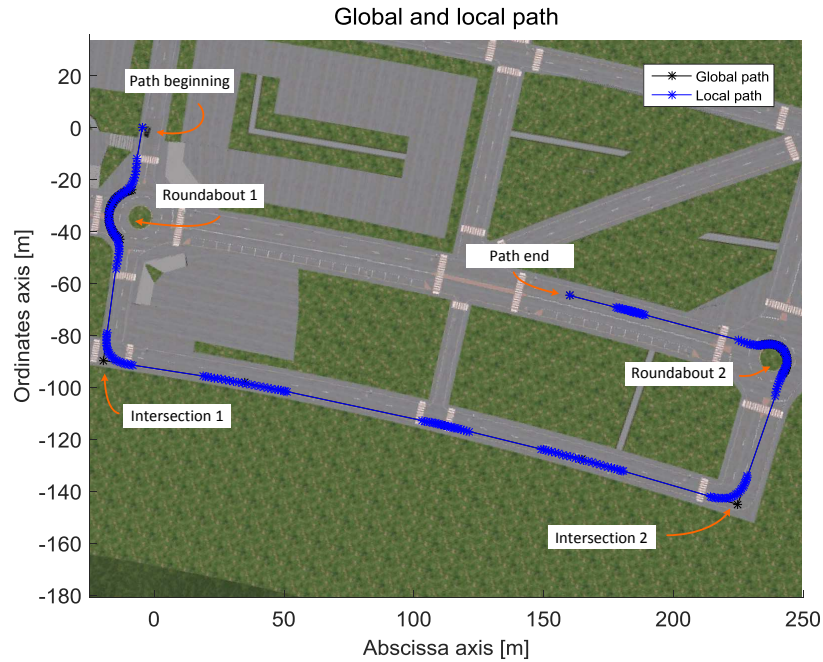 Global and local path
Global path
Local path
Path beginning
Roundabout 1
Path end
Roundabout 2
Intersection 1
Intersection 2
Ordinates axis [m]
20
0
-20
-40
-60
-80
-100
-120
-140
-160
-180
0
50
100
150
200
250
Abscissa axis [m]